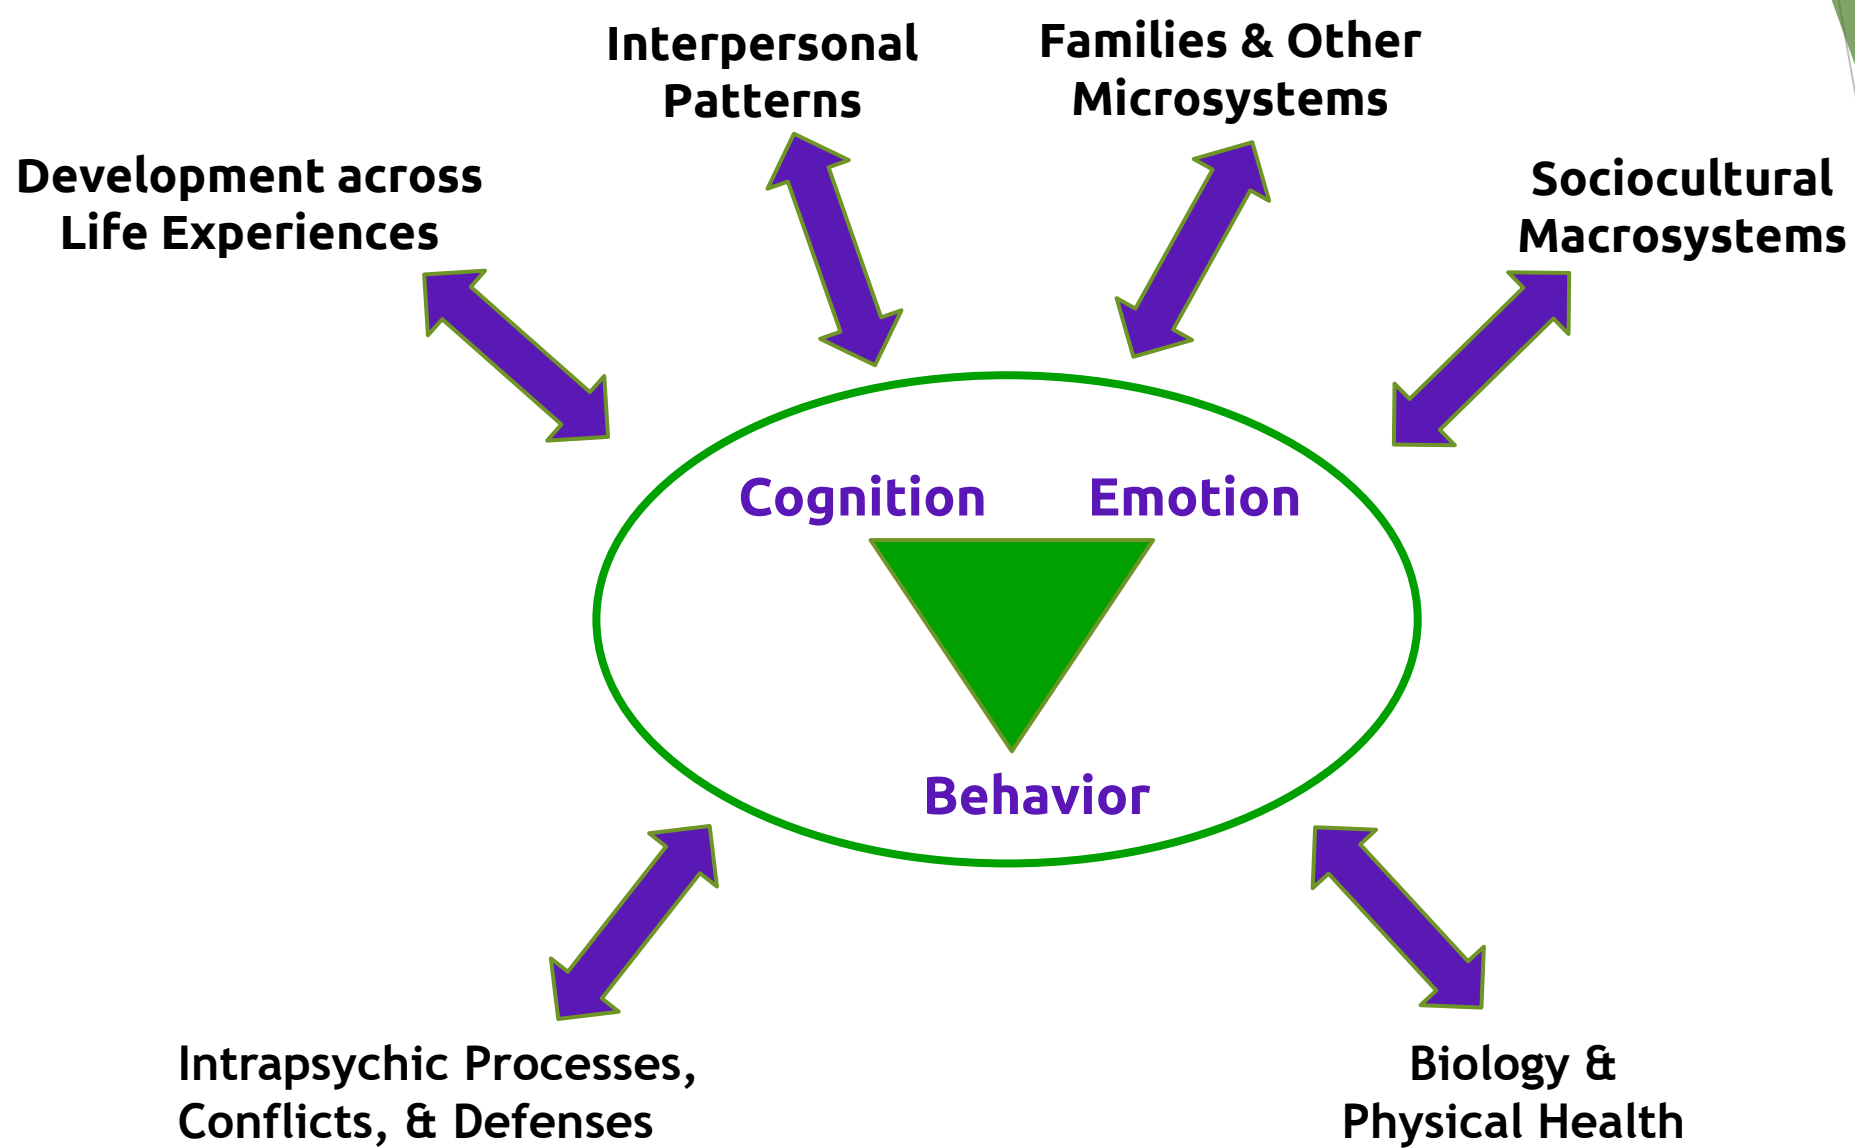 Interpersonal
Patterns
Families & Other
Microsystems
Development across
Life Experiences
Sociocultural
Macrosystems
Cognition
Emotion
Behavior
Intrapsychic Processes,
Conflicts, & Defenses
Biology &
Physical Health